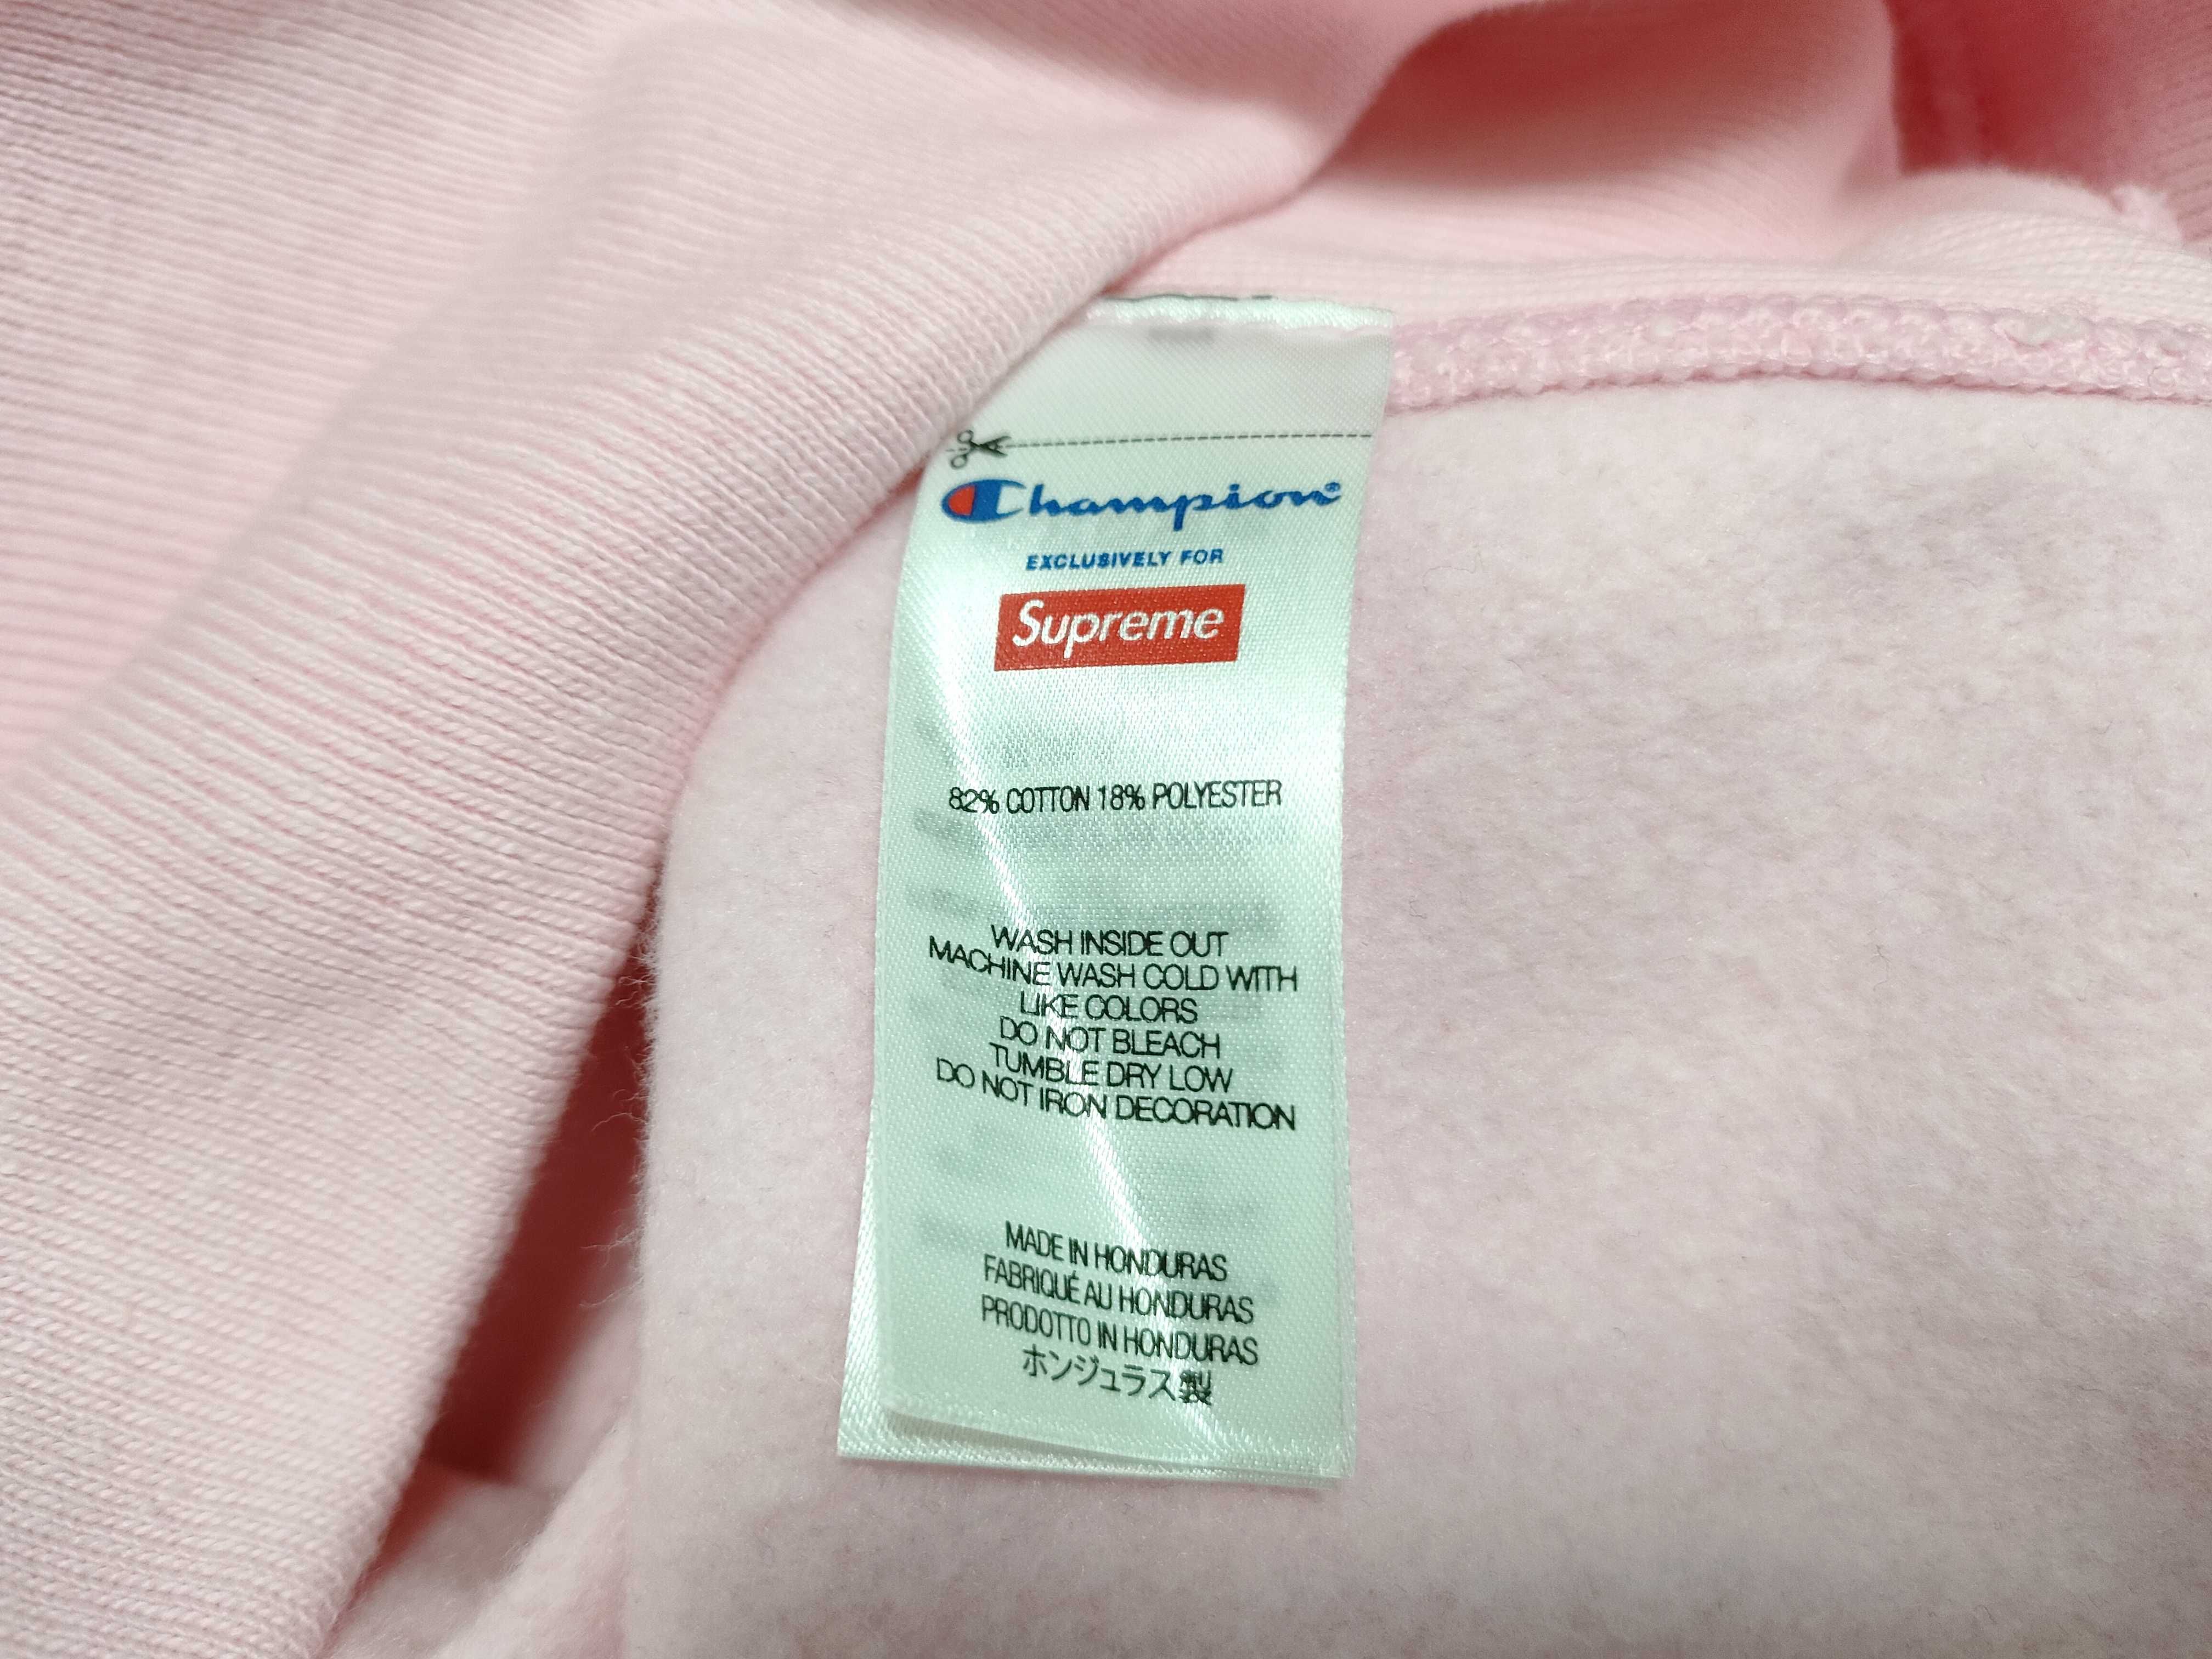 Champion®
EXCLUSIVELY FOR
Supreme
82% COTTON 18% POLYESTER
WASH INSIDE OUT
MACHINE WASH COLD WITH
LIKE COLORS
DO NOT BLEACH
TUMBLE DRY LOW
DO NOT IRON DECORATION
MADE IN HONDURAS
FABRIQUÉ AU HONDURAS
PRODOTTO IN HONDURAS
ホンジュラス製